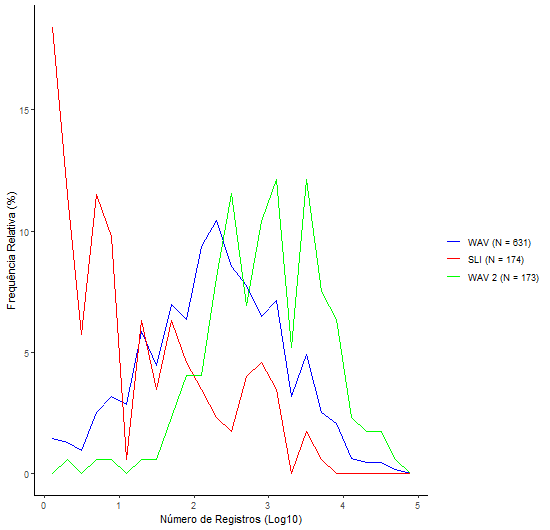 Frequência Relativa (%)
15
10
5
0
0 1 2 3 4 5
Número de Registros (Log10)
WAV (N = 631)
SLI (N = 174)
WAV 2 (N = 173)